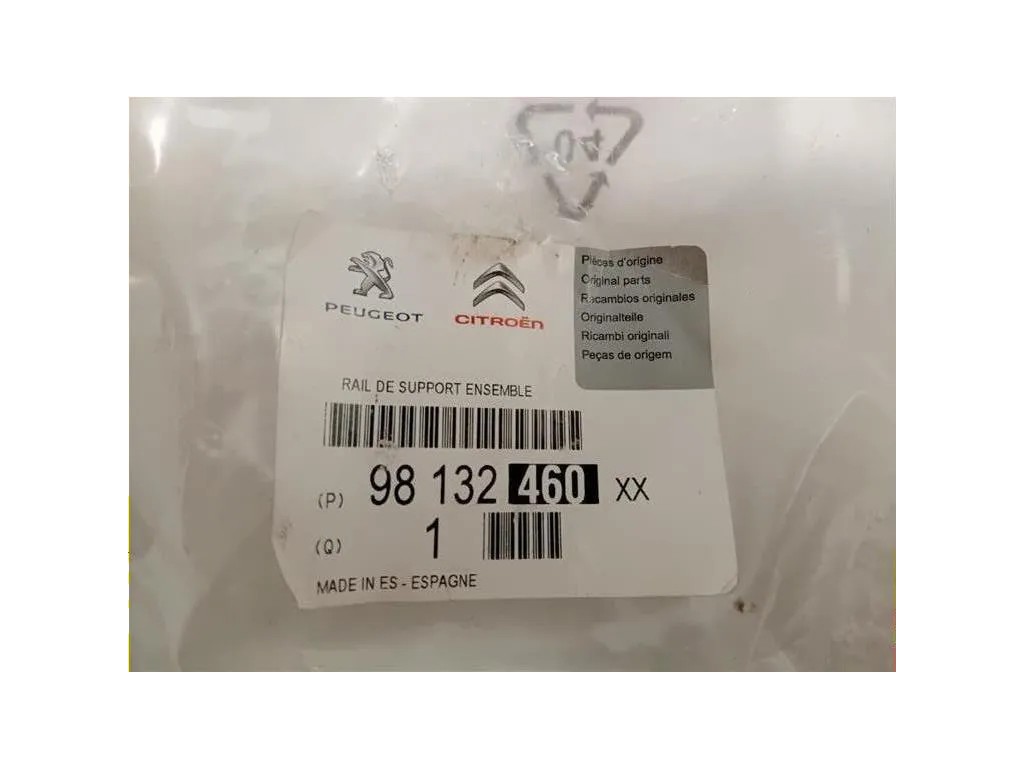 04
PEUGEOT
CITROËN
Pièces d'origine
Original parts
Recambios originales
Originalteile
Ricambi originali
Peças de origem
RAIL DE SUPPORT ENSEMBLE
(P) 98 132 460 XX
(Q) 1
MADE IN ES - ESPAGNE